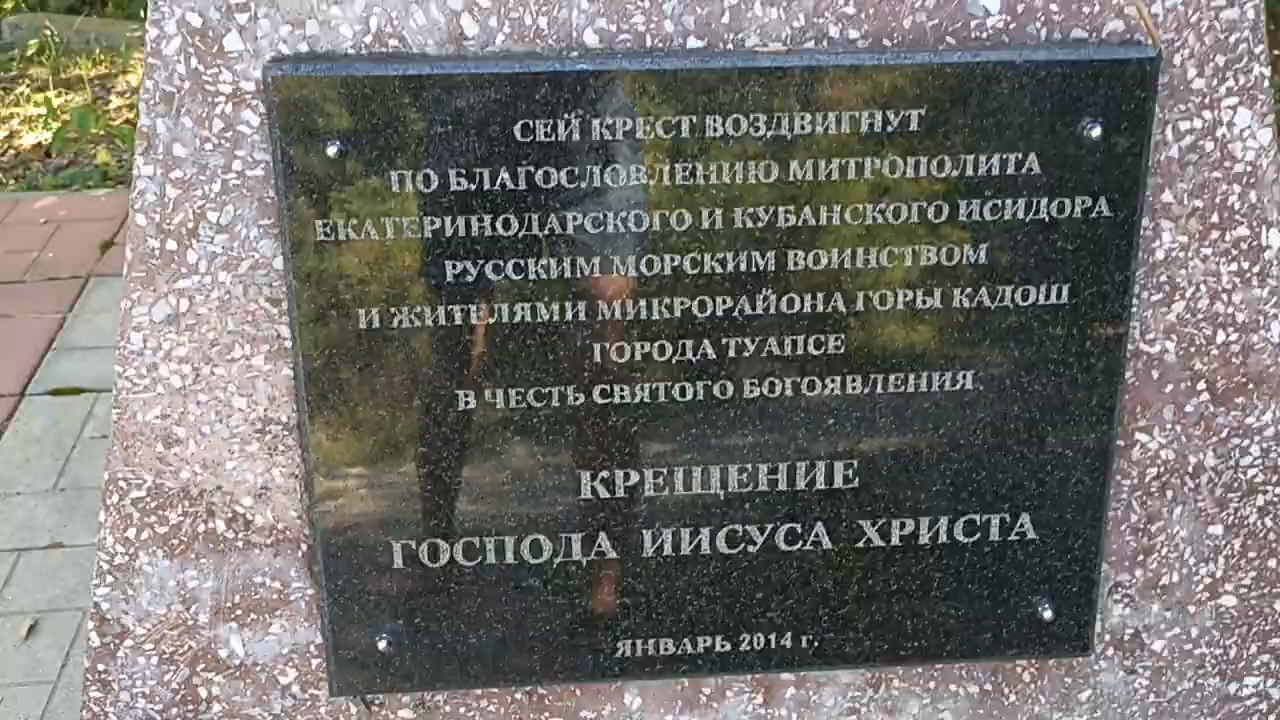 СЕЙ КРЕСТ ВОЗДВИГНУТ
ПО БЛАГОСЛОВЛЕНИЮ МИТРОПОЛИТА
ЕКАТЕРИНОДАРСКОГО И КУБАНСКОГО ИСИДОРА
РУССКИМ МОРСКИМ ВОИНСТВОМ
И ЖИТЕЛЯМИ МИКРОРАЙОНА ГОРЫ КАДОШ
ГОРОДА ТУАПСЕ
В ЧЕСТЬ СВЯТОГО БОГОЯВЛЕНИЯ
КРЕЩЕНИЕ
ГОСПОДА ИИСУСА ХРИСТА
ЯНВАРЬ 2014 г.